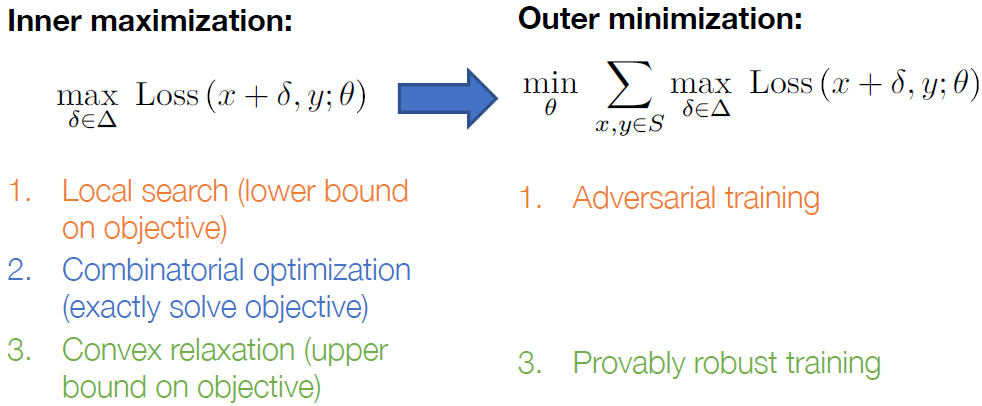 Inner maximization:
max Loss (x + δ, y; θ)
δ∈Δ
1. Local search (lower bound
on objective)
2. Combinatorial optimization
(exactly solve objective)
3. Convex relaxation (upper
bound on objective)
Outer minimization:
min ∑ max Loss (x + δ, y; θ)
θ x,y∈S δ∈Δ
1. Adversarial training
3. Provably robust training